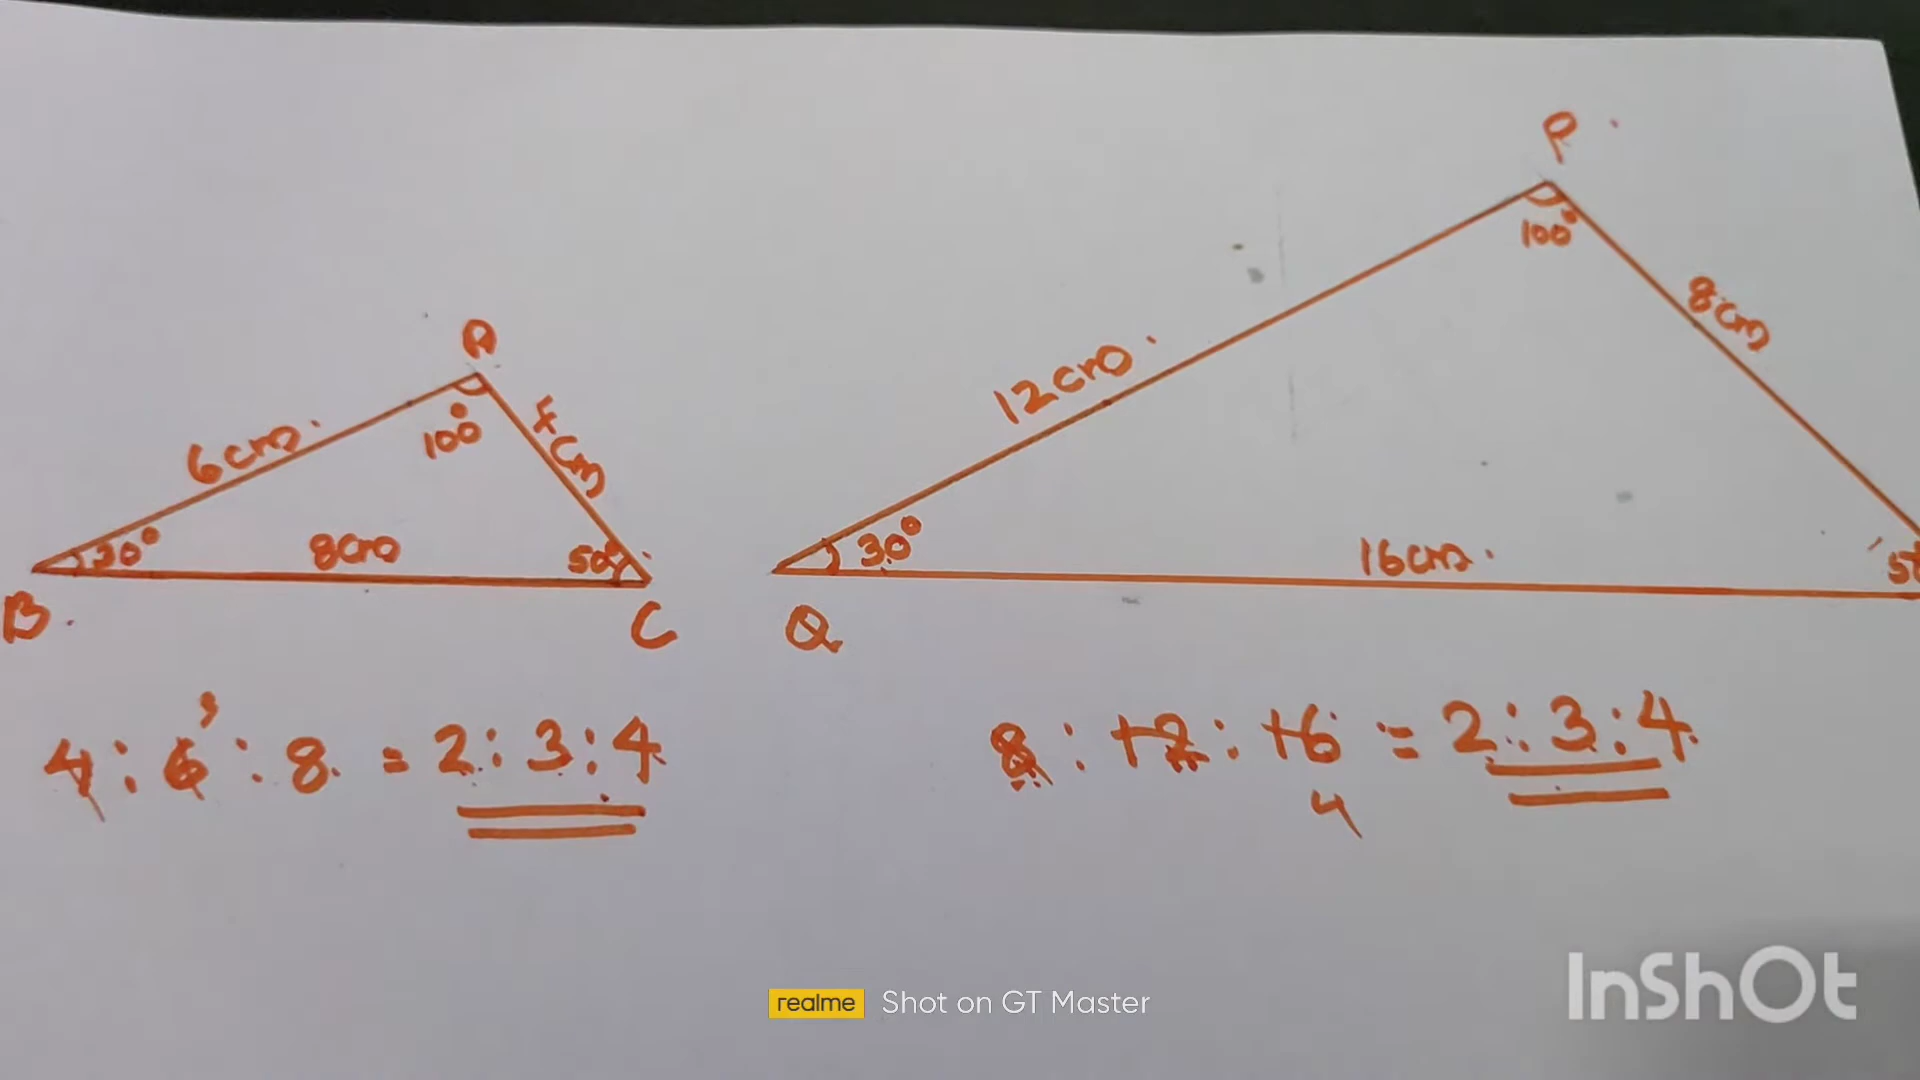 P
100°
8cm
12cm.
A
4cm
6cm.
100°
30°
8cm
50°
30°
16cm.
B.
C
Q
3
4 : 6 : 8. = 2 : 3 : 4
8 : 12 : 16 = 2 : 3 : 4
4
realme Shot on GT Master
InShOt